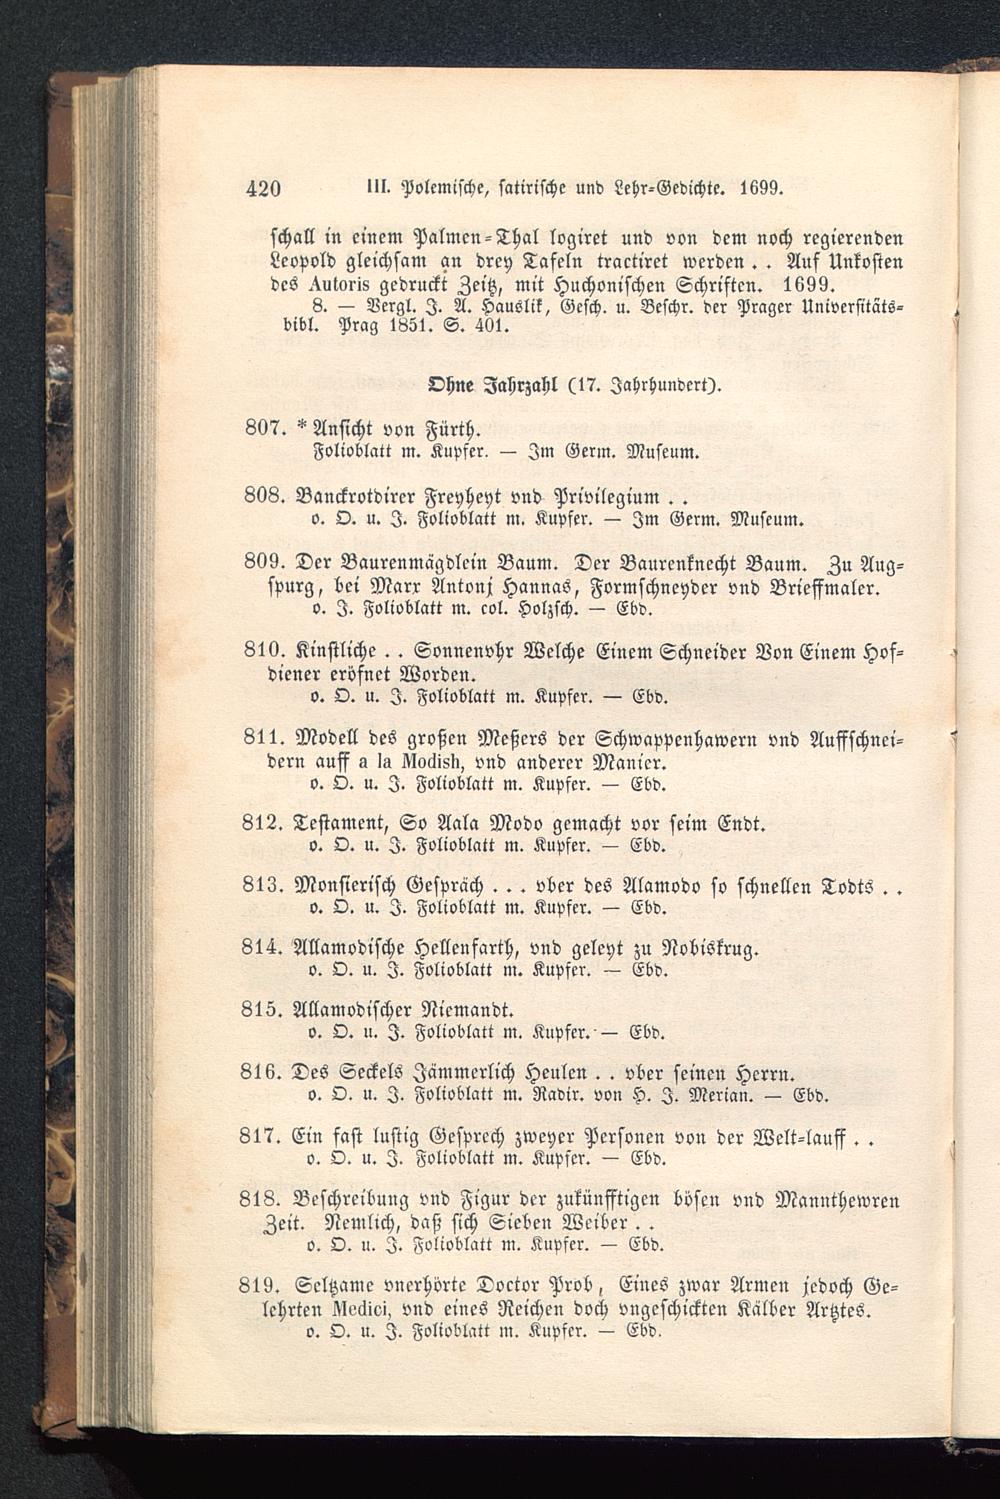 420 III. Polemische, satirische und Lehr-Gedichte. 1699.
schall in einem Palmen-Thal logiret und von dem noch regierenden
Leopold gleichsam an drey Tafeln tractiret werden . . Auf Unkosten
des Autoris gedruckt Zeitz, mit Huchonischen Schriften. 1699.
8. — Vergl. J. A. Hanslik, Gesch. u. Beschr. der Prager Universitäts-
bibl. Prag 1851. S. 401.
Ohne Jahrzahl (17. Jahrhundert).
807. * Ansicht von Fürth.
Folioblatt m. Kupfer. — Im Germ. Museum.
808. Banckrotdirer Freyheyt vnd Privilegium . .
o. O. u. J. Folioblatt m. Kupfer. — Im Germ. Museum.
809. Der Baurenmägdlein Baum. Der Baurenknecht Baum. Zu Aug-
spurg, bei Marx Antonj Hannas, Formschneyder vnd Brieffmaler.
o. J. Folioblatt m. col. Holzsch. — Ebd.
810. Kinstliche . . Sonnenvhr Welche Einem Schneider Von Einem Hof-
diener eröfnet Worden.
o. O. u. J. Folioblatt m. Kupfer. — Ebd.
811. Modell des großen Meßers der Schwappenhawern vnd Auffschnei-
dern auff a la Modish, vnd anderer Manier.
o. O. u. J. Folioblatt m. Kupfer. — Ebd.
812. Testament, So Aala Modo gemacht vor seim Endt.
o. O. u. J. Folioblatt m. Kupfer. — Ebd.
813. Monsierisch Gespräch . . . vber des Alamodo so schnellen Todts . .
o. O. u. J. Folioblatt m. Kupfer. — Ebd.
814. Allamodische Hellenfarth, vnd geleyt zu Nobiskrug.
o. O. u. J. Folioblatt m. Kupfer. — Ebd.
815. Allamodischer Niemandt.
o. O. u. J. Folioblatt m. Kupfer. — Ebd.
816. Des Seckels Jämmerlich Heulen . . vber seinen Herrn.
o. O. u. J. Folioblatt m. Radir. von H. J. Merian. — Ebd.
817. Ein fast lustig Gesprech zweyer Personen von der Welt-lauff . .
o. O. u. J. Folioblatt m. Kupfer. — Ebd.
818. Beschreibung vnd Figur der zukünfftigen bösen vnd Mannthewren
Zeit. Nemlich, daß sich Sieben Weiber . .
o. O. u. J. Folioblatt m. Kupfer. — Ebd.
819. Seltzame vnerhörte Doctor Prob, Eines zwar Armen jedoch Ge-
lehrten Medici, vnd eines Reichen doch vngeschickten Kälber Artztes.
o. O. u. J. Folioblatt m. Kupfer. — Ebd.